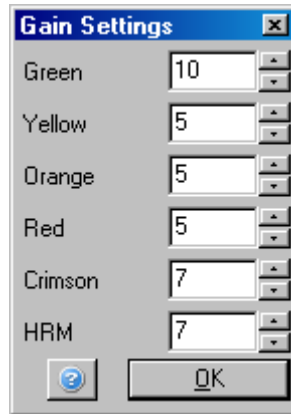 Gain Settings
Green 10
Yellow 5
Orange 5
Red 5
Crimson 7
HRM 7
? OK